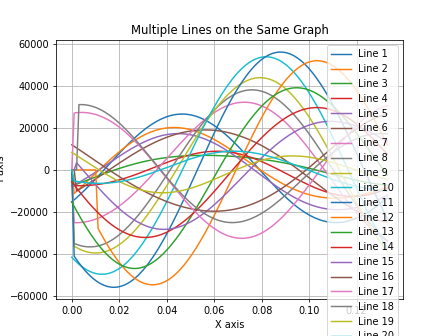 Multiple Lines on the Same Graph
60000
40000
20000
0
−20000
−40000
−60000
0.00
0.02
0.04
0.06
0.08
0.10
X axis
axis
Line 1
Line 2
Line 3
Line 4
Line 5
Line 6
Line 7
Line 8
Line 9
Line 10
Line 11
Line 12
Line 13
Line 14
Line 15
Line 16
Line 17
Line 18
Line 19
Line 20